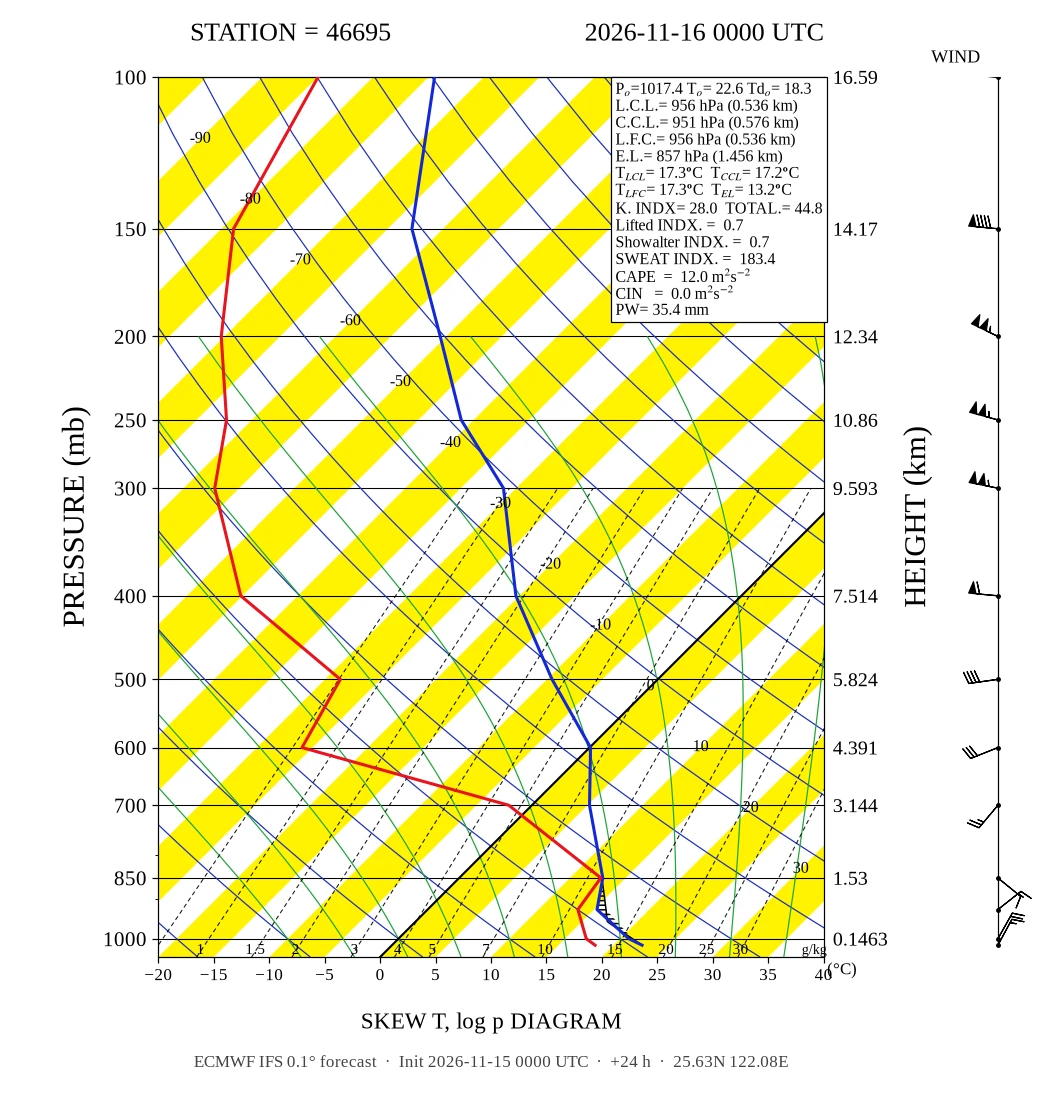 STATION = 46695
2026-11-16 0000 UTC
WIND
P₀=1017.4 T₀= 22.6 Td₀= 18.3
L.C.L.= 956 hPa (0.536 km)
C.C.L.= 951 hPa (0.576 km)
L.F.C.= 956 hPa (0.536 km)
E.L.= 857 hPa (1.456 km)
T_LCL= 17.3°C T_CCL= 17.2°C
T_LFC= 17.3°C T_EL= 13.2°C
K. INDX= 28.0 TOTAL.= 44.8
Lifted INDX. = 0.7
Showalter INDX. = 0.7
SWEAT INDX. = 183.4
CAPE = 12.0 m²s⁻²
CIN = 0.0 m²s⁻²
PW= 35.4 mm
100 16.59
-90
-80
150 14.17
-70
-60
200 12.34
-50
250 10.86
-40
300 9.593
-30
-20
400 7.514
-10
500 5.824
0
10
600 4.391
20
700 3.144
30
850 1.53
1000 0.1463
PRESSURE (mb)
HEIGHT (km)
1 1.5 2 3 4 5 7 10 15 20 25 30 g/kg
−20 −15 −10 −5 0 5 10 15 20 25 30 35 40 (°C)
SKEW T, log p DIAGRAM
ECMWF IFS 0.1° forecast · Init 2026-11-15 0000 UTC · +24 h · 25.63N 122.08E